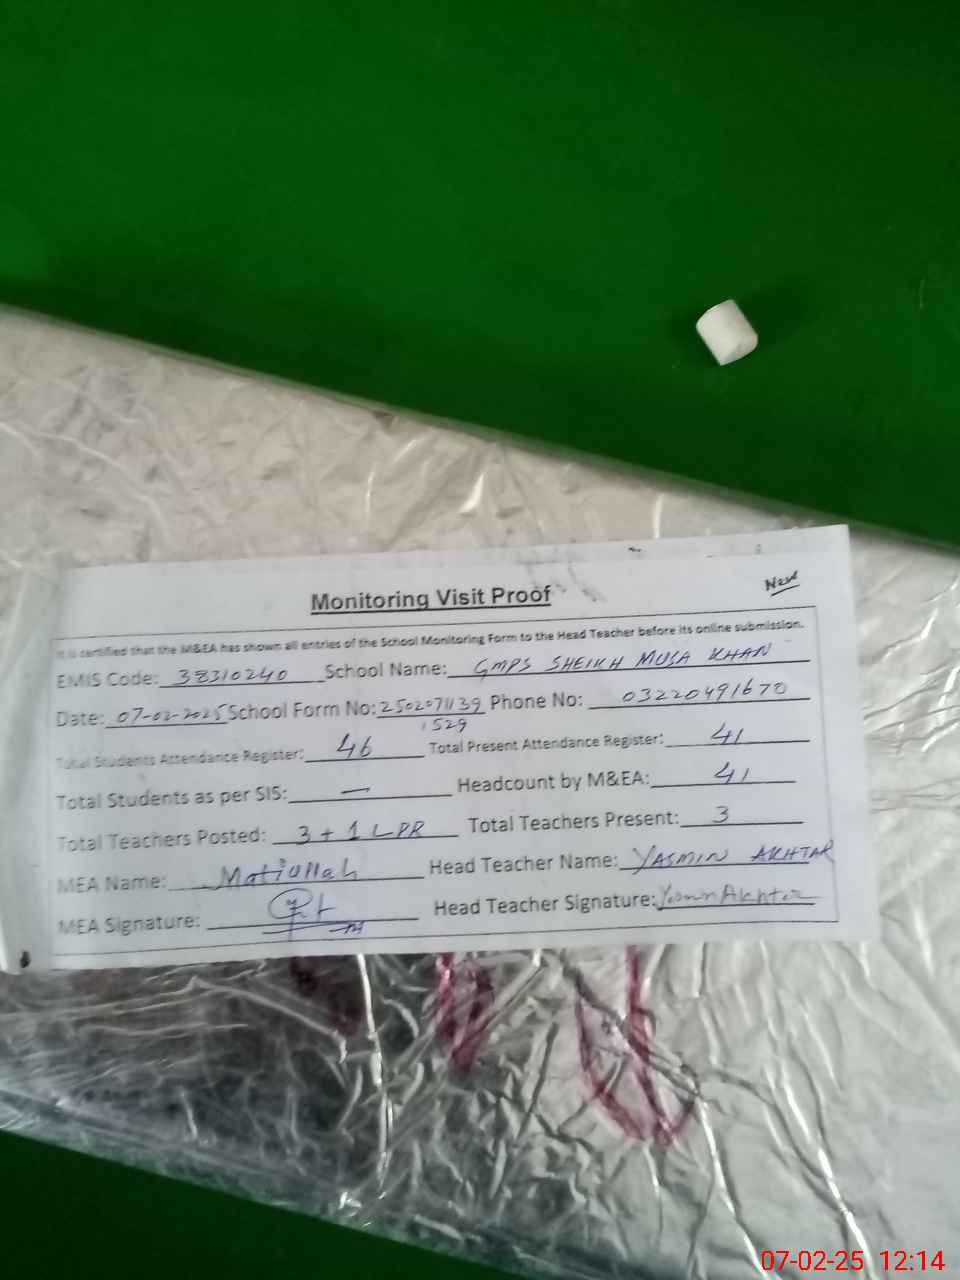 Monitoring Visit Proof
New
It is certified that the M&EA has shown all entries of the School Monitoring Form to the Head Teacher before its online submission.
EMIS Code: 38310240 School Name: GMPS SHEIKH MUSA KHAN
Date: 07-02-2025 School Form No: 2502071139 Phone No: 03220491670
1529
Total Students Attendance Register: 46 Total Present Attendance Register: 41
Total Students as per SIS: — Headcount by M&EA: 41
Total Teachers Posted: 3 + 1 LPR Total Teachers Present: 3
MEA Name: Matiullah Head Teacher Name: YASMIN AKHTAR
MEA Signature: Head Teacher Signature: Yasmin Akhter
07-02-25 12:14